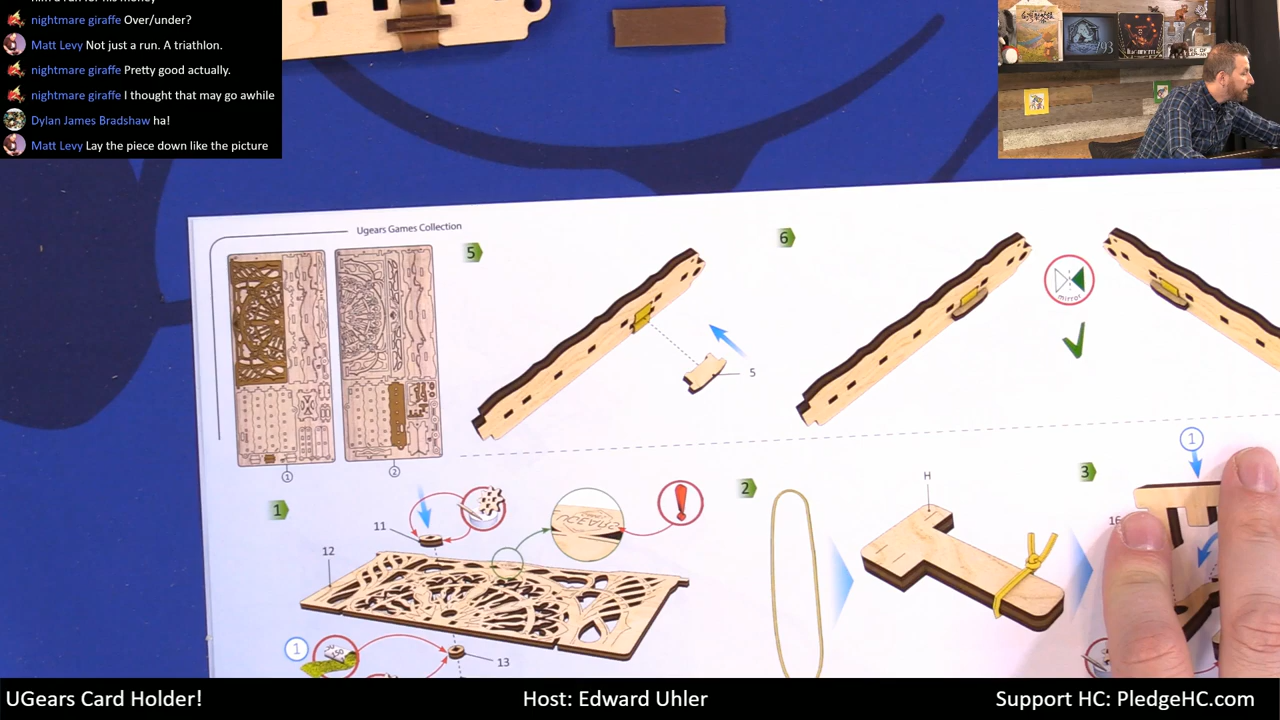 nightmare giraffe Over/under?
Matt Levy Not just a run. A triathlon.
nightmare giraffe Pretty good actually.
nightmare giraffe I thought that may go awhile
Dylan James Bradshaw ha!
Matt Levy Lay the piece down like the picture
Ugears Games Collection
5
6
mirror
5
1
2
1
11
12
2
H
3
1
16
1
13
UGears Card Holder!
Host: Edward Uhler
Support HC: PledgeHC.com